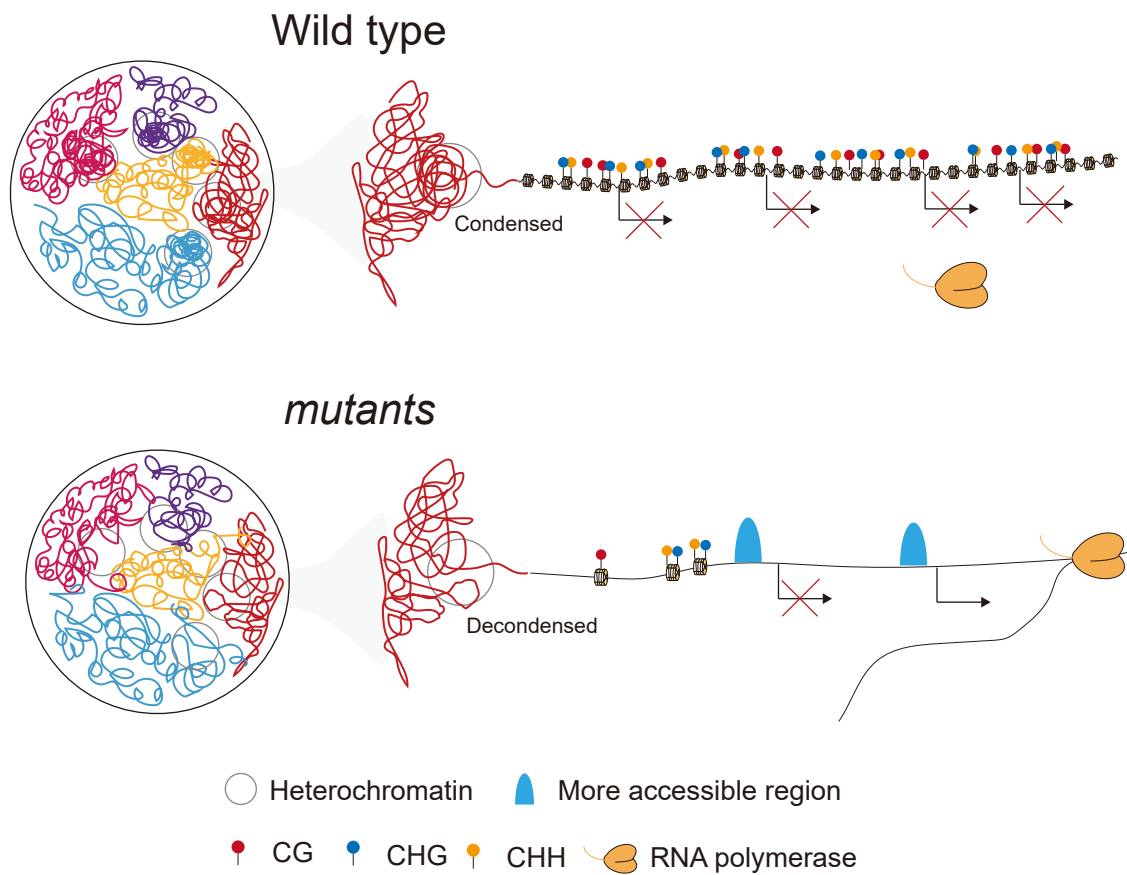 Wild type
Condensed
mutants
Decondensed
Heterochromatin
More accessible region
CG
CHG
CHH
RNA polymerase